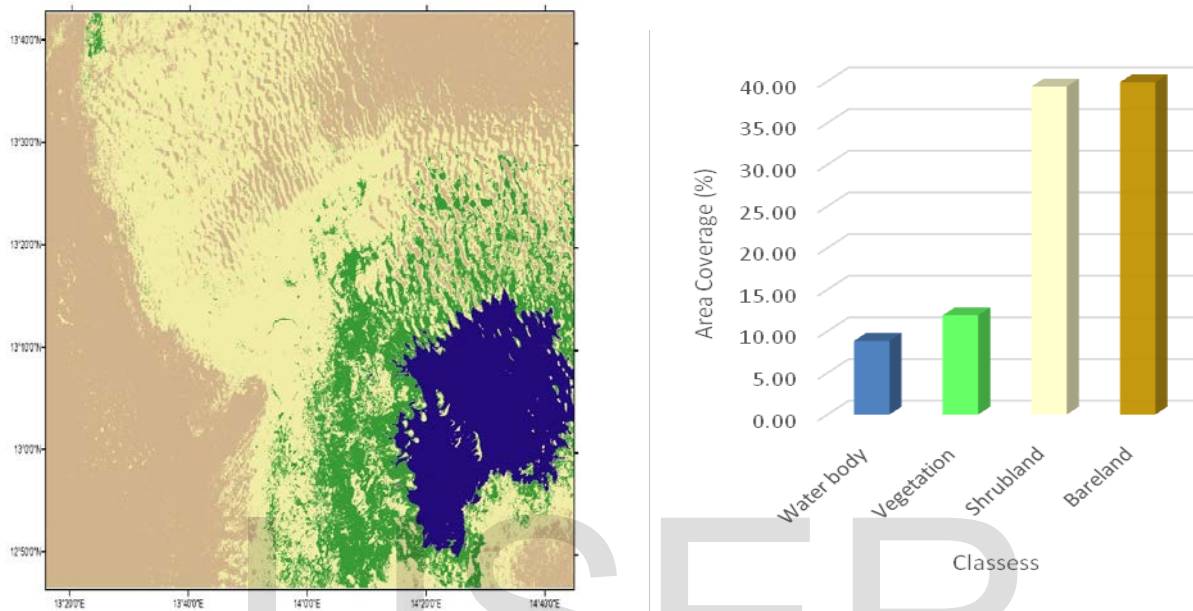 13°40'0"N
13°30'0"N
13°20'0"N
13°10'0"N
13°0'0"N
12°50'0"N
13°20'0"E 13°40'0"E 14°0'0"E 14°20'0"E 14°40'0"E
Area Coverage (%)
40.00
35.00
30.00
25.00
20.00
15.00
10.00
5.00
0.00
Water body
Vegetation
Shrubland
Bareland
Classess